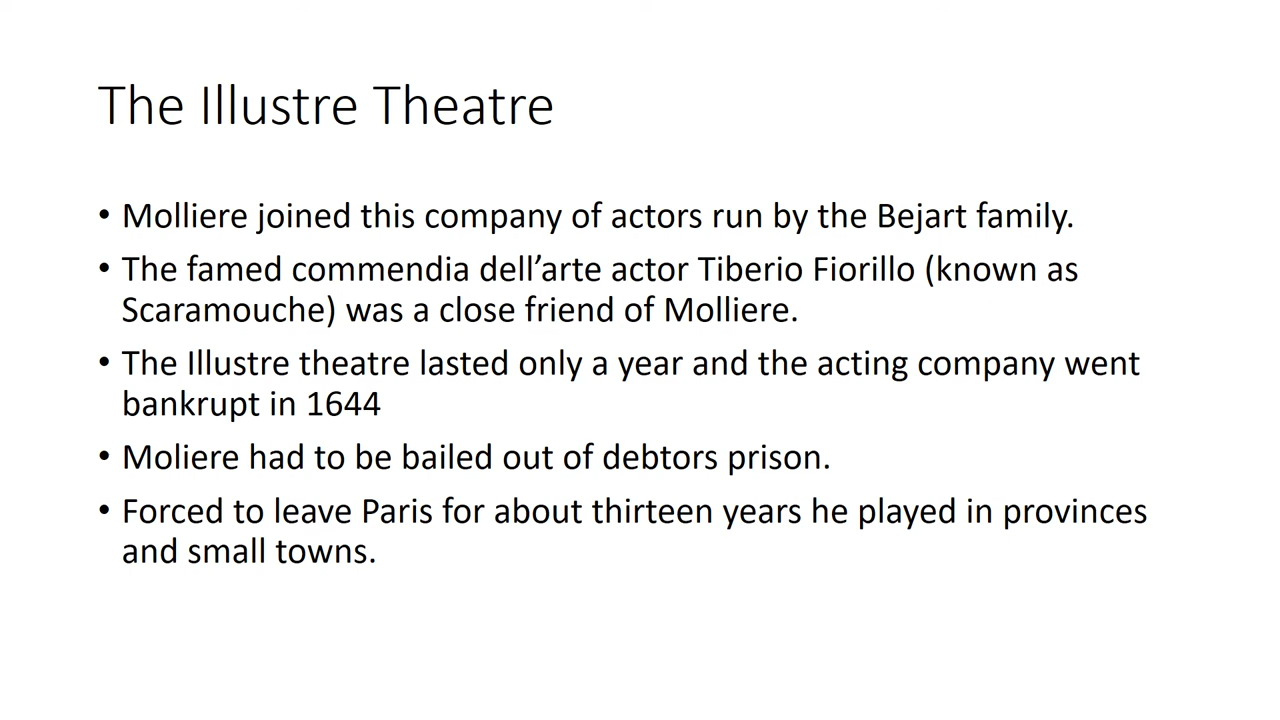 The Illustre Theatre
• Molliere joined this company of actors run by the Bejart family.
• The famed commendia dell’arte actor Tiberio Fiorillo (known as
Scaramouche) was a close friend of Molliere.
• The Illustre theatre lasted only a year and the acting company went
bankrupt in 1644
• Moliere had to be bailed out of debtors prison.
• Forced to leave Paris for about thirteen years he played in provinces
and small towns.